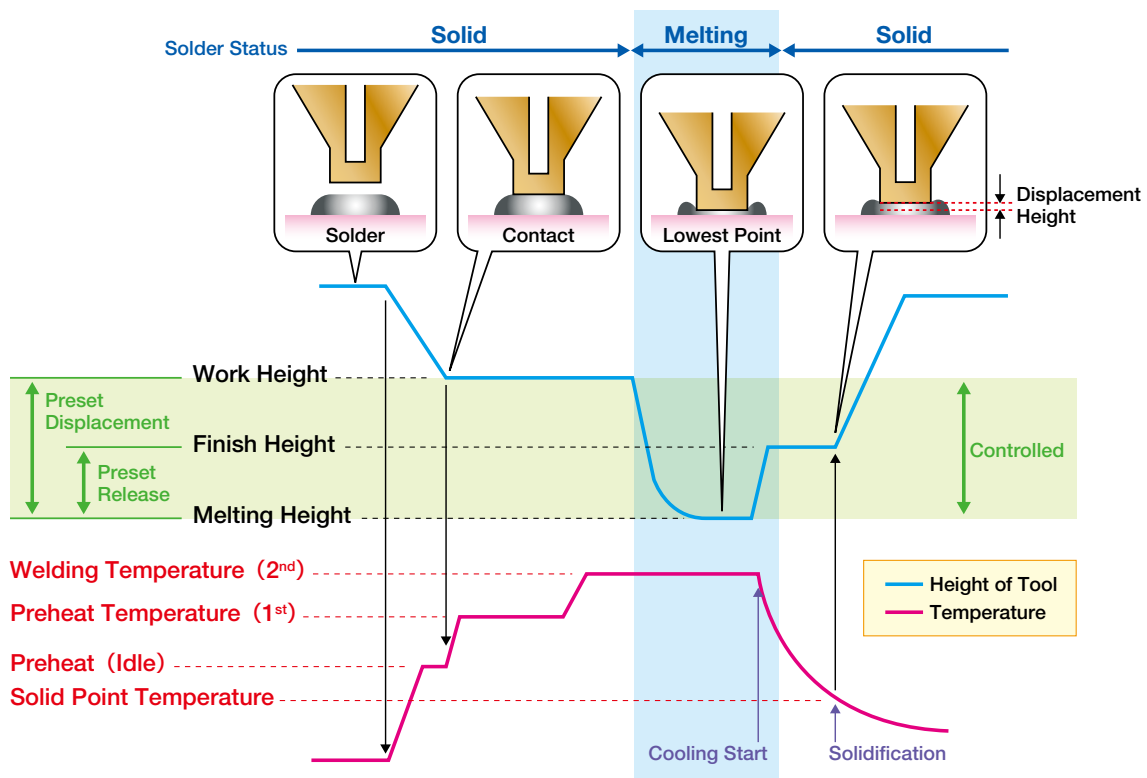 Solder Status
Solid
Melting
Solid
Solder
Contact
Lowest Point
Displacement
Height
Work Height
Preset
Displacement
Finish Height
Preset
Release
Controlled
Melting Height
Welding Temperature (2nd)
Preheat Temperature (1st)
Preheat (Idle)
Solid Point Temperature
Height of Tool
Temperature
Cooling Start
Solidification